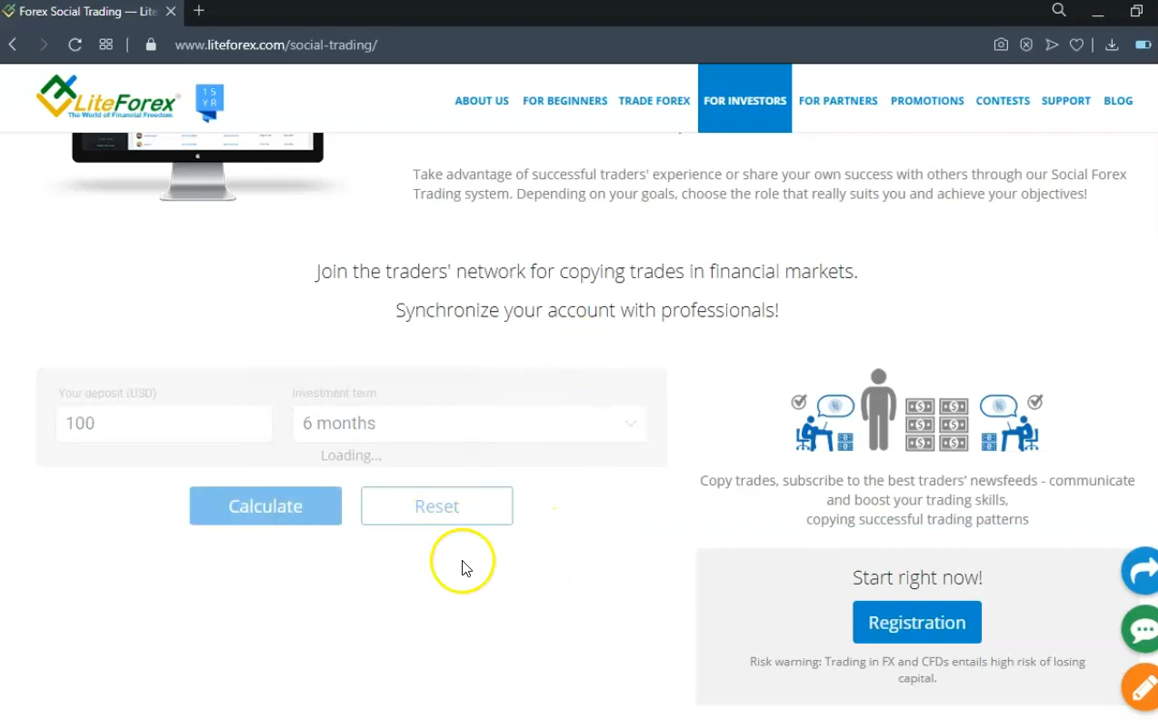 Forex Social Trading — Lite
www.liteforex.com/social-trading/
LiteForex®
The World of Financial Freedom
15
YR
ABOUT US
FOR BEGINNERS
TRADE FOREX
FOR INVESTORS
FOR PARTNERS
PROMOTIONS
CONTESTS
SUPPORT
BLOG
Take advantage of successful traders' experience or share your own success with others through our Social Forex
Trading system. Depending on your goals, choose the role that really suits you and achieve your objectives!
Join the traders' network for copying trades in financial markets.
Synchronize your account with professionals!
Your deposit (USD)
Investment term
100
6 months
Loading...
Calculate
Reset
Copy trades, subscribe to the best traders' newsfeeds - communicate
and boost your trading skills,
copying successful trading patterns
Start right now!
Registration
Risk warning: Trading in FX and CFDs entails high risk of losing
capital.